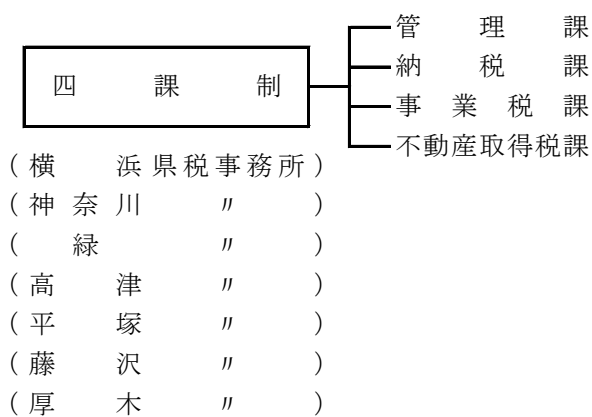 四課制
管理課
納税課
事業税課
不動産取得税課
(横浜県税事務所)
(神奈川〃)
(緑〃)
(高津〃)
(平塚〃)
(藤沢〃)
(厚木〃)